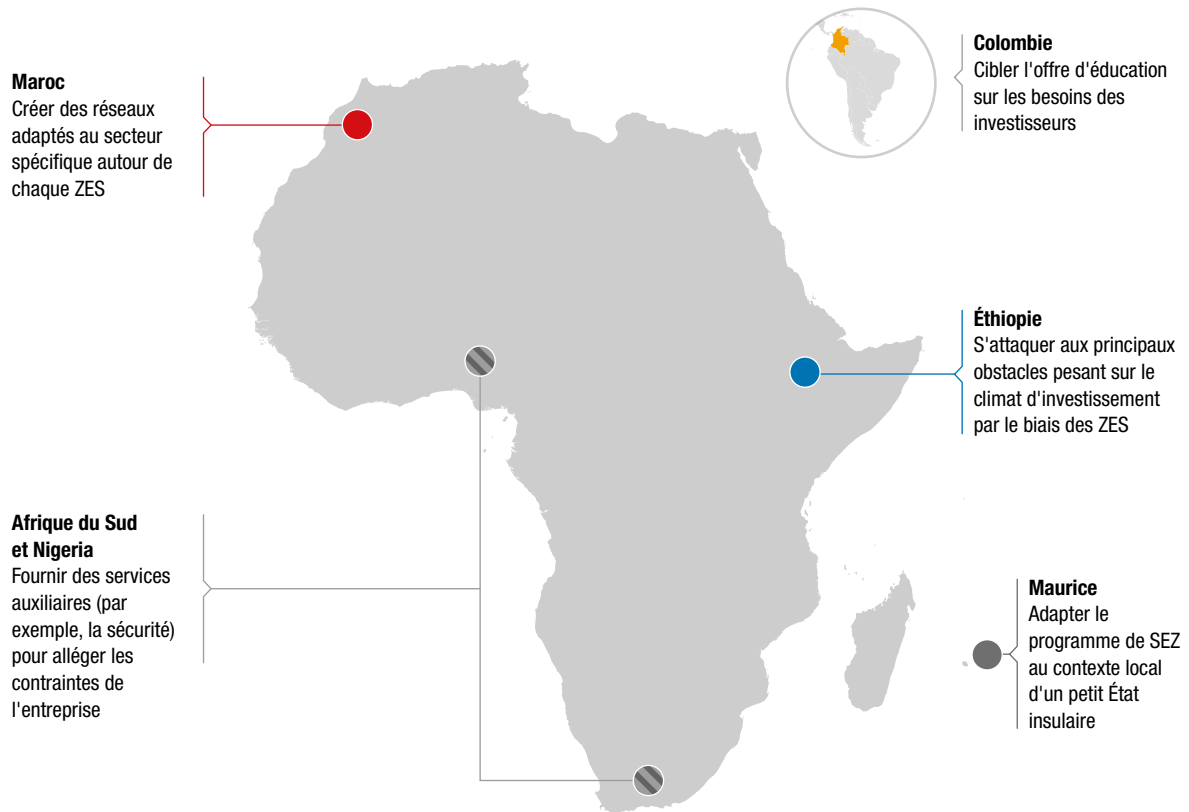 Maroc
Créer des réseaux
adaptés au secteur
spécifique autour de
chaque ZES
Colombie
Cibler l'offre d'éducation
sur les besoins des
investisseurs
Éthiopie
S'attaquer aux principaux
obstacles pesant sur le
climat d'investissement
par le biais des ZES
Afrique du Sud
et Nigeria
Fournir des services
auxiliaires (par
exemple, la sécurité)
pour alléger les
contraintes de
l'entreprise
Maurice
Adapter le
programme de SEZ
au contexte local
d'un petit État
insulaire